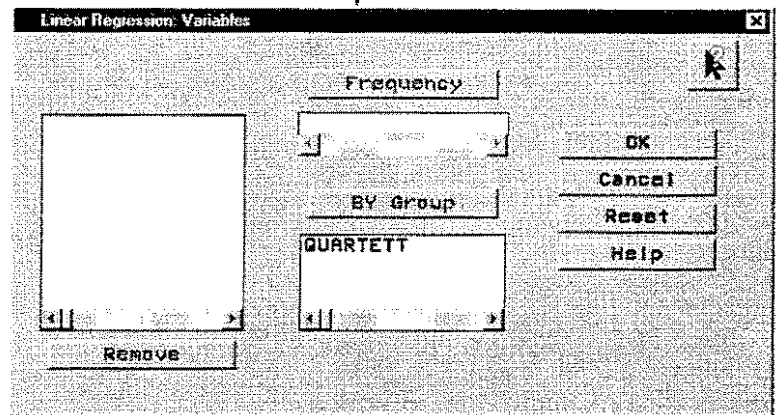 Linear Regression: Variables
Frequency
OK
Cancel
BY Group
Reset
QUARTETT
Help
Remove